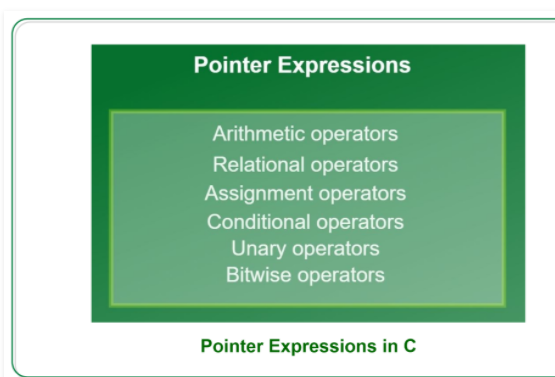 Pointer Expressions
Arithmetic operators
Relational operators
Assignment operators
Conditional operators
Unary operators
Bitwise operators
Pointer Expressions in C